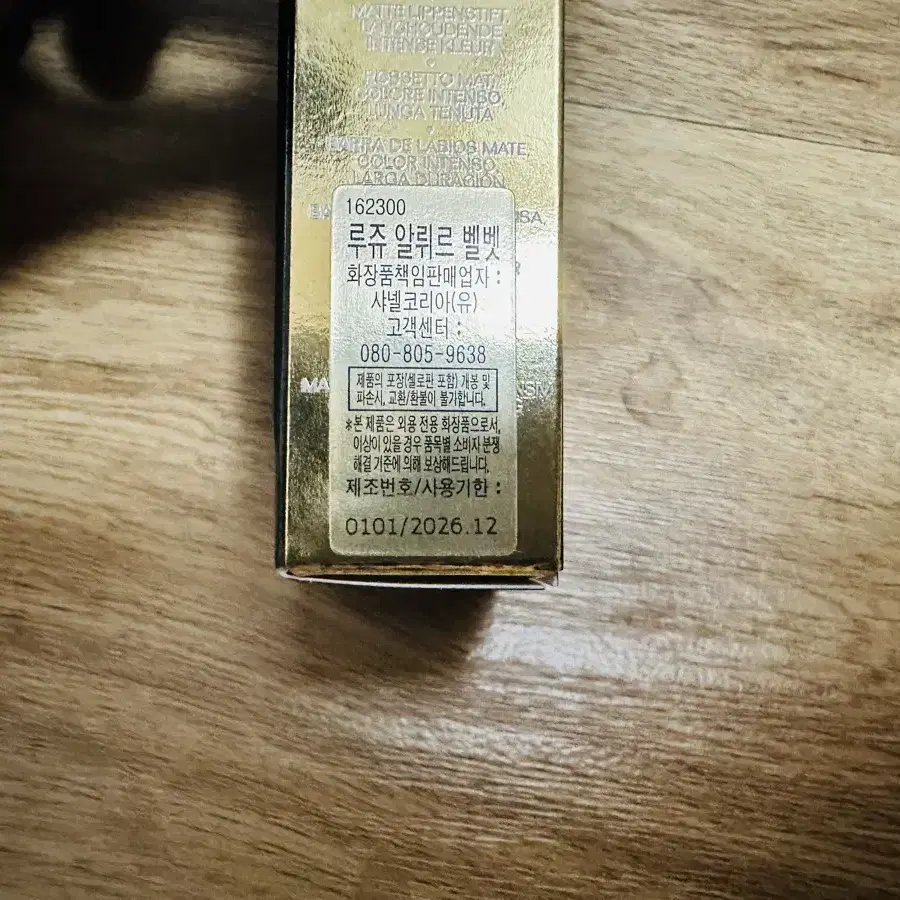 MATTE LIPPENSTIFT,
LANGHOUDENDE
INTENSE KLEUR
ROSSETTO MAT,
COLORE INTENSO,
LUNGA TENUTA
BARRA DE LABIOS MATE,
COLOR INTENSO,
LARGA DURACIÓN
162300
루쥬 알뤼르 벨벳
화장품책임판매업자 :
샤넬코리아(유)
고객센터 :
080-805-9638
제품의 포장(셀로판 포함) 개봉 및
파손시, 교환/환불이 불가합니다.
※본 제품은 외용 전용 화장품으로서,
이상이 있을 경우 품목별 소비자 분쟁
해결 기준에 의해 보상해드립니다.
제조번호/사용기한 :
0101/2026.12